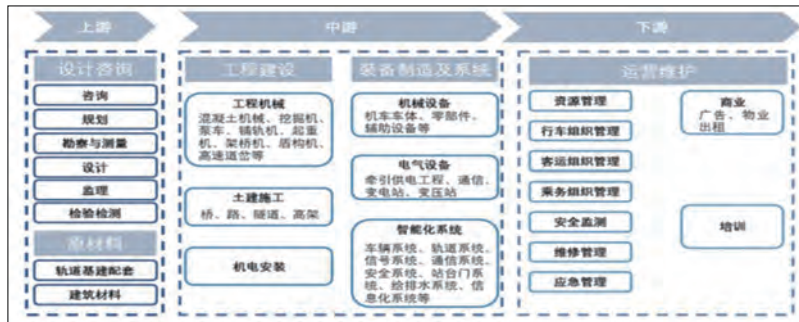 上游
中游
下游
设计咨询
咨询
规划
勘察与测量
设计
监理
检验检测
原材料
轨道基建配套
建筑材料
工程建设
工程机械
混凝土机械、挖掘机、
泵车、铺轨机、起重
机、架桥机、盾构机、
高速道岔等
土建施工
桥、路、隧道、高架
机电安装
装备制造及系统
机械设备
机车车体、零部件、
辅助设备等
电气设备
牵引供电工程、通信、
变电站、变压站
智能化系统
车辆系统、轨道系统、
信号系统、通信系统、
安全系统、站台门系
统、给排水系统、信
息化系统等
运营维护
资源管理
行车组织管理
客运组织管理
乘务组织管理
安全监测
维修管理
应急管理
商业
广告、物业
出租
培训